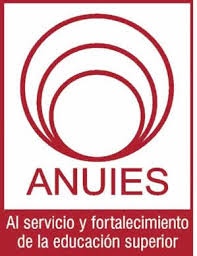 ANUIES
Al servicio y fortalecimiento
de la educación superior